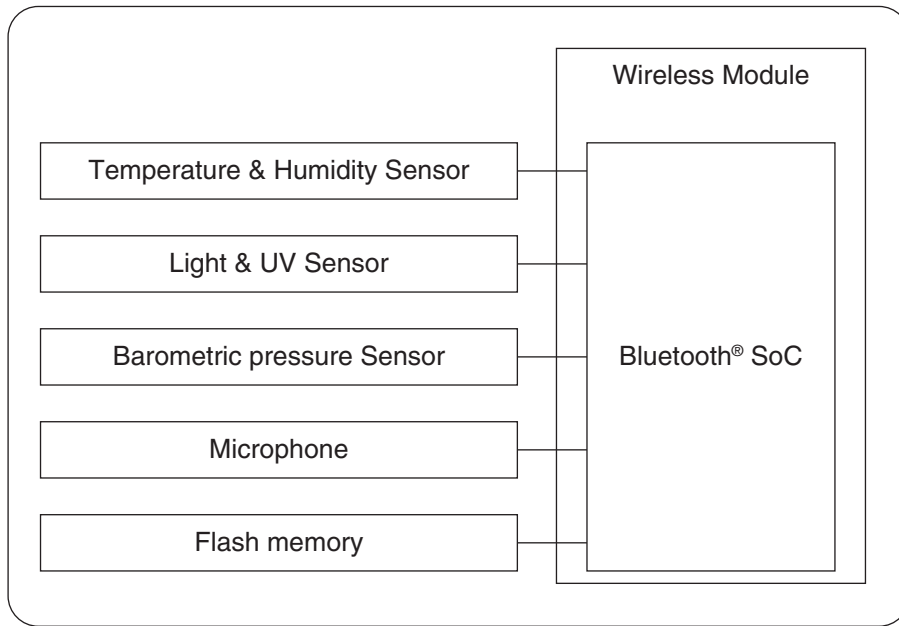 Wireless Module
Temperature & Humidity Sensor
Light & UV Sensor
Barometric pressure Sensor
Bluetooth® SoC
Microphone
Flash memory